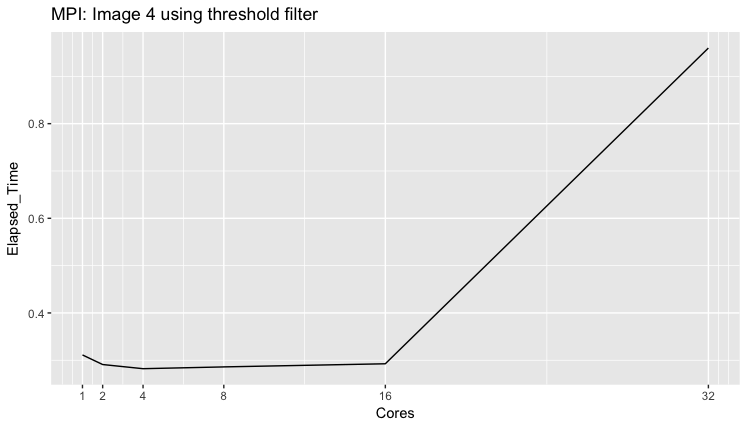 MPI: Image 4 using threshold filter
Elapsed_Time
0.8
0.6
0.4
1 2 4 8 16 32
Cores